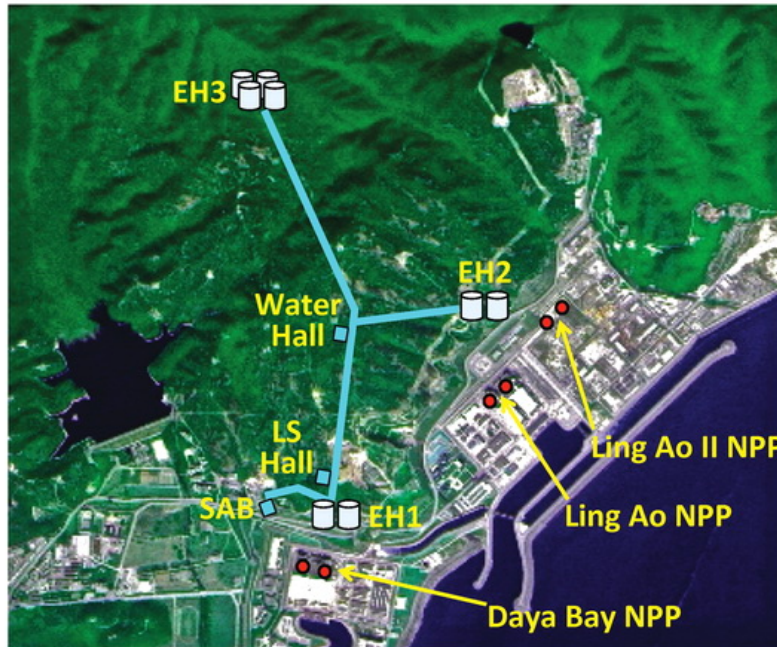 EH3
EH2
Water
Hall
LS
Hall
Ling Ao II NPP
SAB
EH1
Ling Ao NPP
Daya Bay NPP